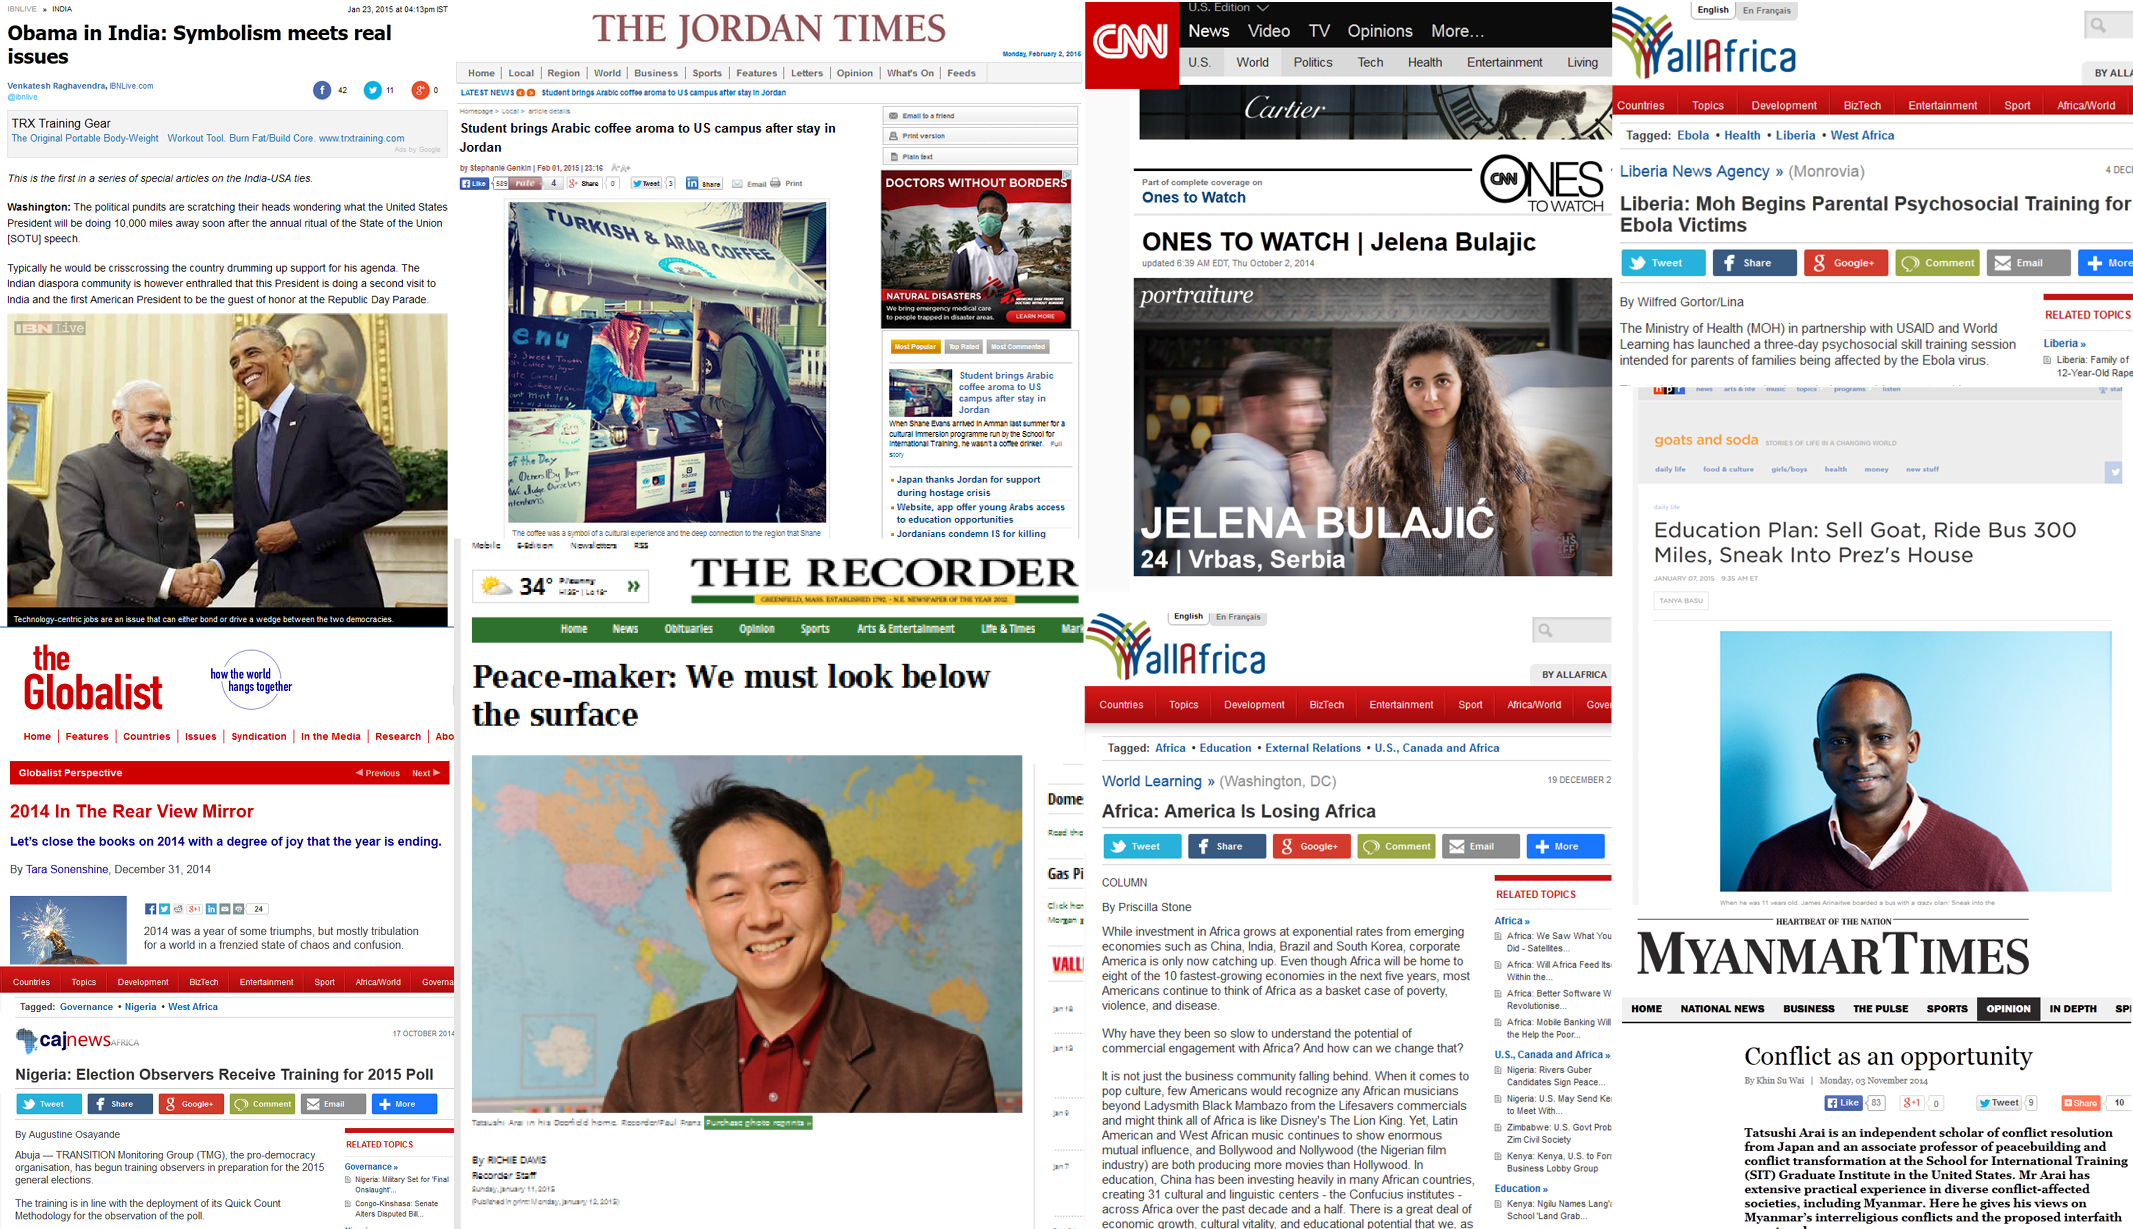 IBNLIVE » INDIA
Jan 23, 2015 at 04:13pm IST
Obama in India: Symbolism meets real
issues
Venkatesh Raghavendra, IBNLive.com
@ibnlive
42
11
0
TRX Training Gear
The Original Portable Body-Weight Workout Tool. Burn Fat/Build Core. www.trxtraining.com
Ads by Google
This is the first in a series of special articles on the India-USA ties.
Washington: The political pundits are scratching their heads wondering what the United States
President will be doing 10,000 miles away soon after the annual ritual of the State of the Union
[SOTU] speech.
Typically he would be crisscrossing the country drumming up support for his agenda. The
Indian diaspora community is however enthralled that this President is doing a second visit to
India and the first American President to be the guest of honor at the Republic Day Parade.
IBN Live
Technology-centric jobs are an issue that can either bond or drive a wedge between the two democracies.
the
Globalist
how the world
hangs together
Home | Features | Countries | Issues | Syndication | In the Media | Research | Abo
Globalist Perspective
Previous Next
2014 In The Rear View Mirror
Let's close the books on 2014 with a degree of joy that the year is ending.
By Tara Sonenshine, December 31, 2014
24
2014 was a year of some triumphs, but mostly tribulation
for a world in a frenzied state of chaos and confusion.
Countries Topics Development BizTech Entertainment Sport Africa/World Governa
Tagged: Governance • Nigeria • West Africa
cajnews AFRICA
17 OCTOBER 2014
Nigeria: Election Observers Receive Training for 2015 Poll
Tweet Share Google+ Comment Email More
By Augustine Osayande
Abuja — TRANSITION Monitoring Group (TMG), the pro-democracy
organisation, has begun training observers in preparation for the 2015
general elections.
The training is in line with the deployment of its Quick Count
Methodology for the observation of the poll.
RELATED TOPICS
Governance »
Nigeria: Military Set for 'Final
Onslaught'...
Congo-Kinshasa: Senate
Alters Disputed Bill...
THE JORDAN TIMES
Monday, February 2, 2015
Home | Local | Region | World | Business | Sports | Features | Letters | Opinion | What's On | Feeds
LATEST NEWS Student brings Arabic coffee aroma to US campus after stay in Jordan
Homepage > Local > article details
Student brings Arabic coffee aroma to US campus after stay in
Jordan
by Stephanie Genkin | Feb 01, 2015 | 23:16
Like 589 rate 4 Share 0 Tweet 3 Share Email Print
Email to a friend
Print version
Plain text
TURKISH & ARAB COFFEE
enu
of the Day
DOCTORS WITHOUT BORDERS
NATURAL DISASTERS
We bring emergency medical care
to people trapped in disaster areas.
LEARN MORE
Most Popular Top Rated Most Commented
Student brings Arabic
coffee aroma to US
campus after stay in
Jordan
When Shane Evans arrived in Amman last summer for a
cultural immersion programme run by the School for
International Training, he wasn't a coffee drinker. Full
story
Japan thanks Jordan for support
during hostage crisis
Website, app offer young Arabs access
to education opportunities
Jordanians condemn IS for killing
The coffee was a symbol of a cultural experience and the deep connection to the region that Shane
Mobile E-Edition Newsletters RSS
34° P/sunny
Hi 35° | Lo 18°
THE RECORDER
GREENFIELD, MASS. ESTABLISHED 1792. - N.E. NEWSPAPER OF THE YEAR 2012.
Home News Obituaries Opinion Sports Arts & Entertainment Life & Times Mark
Peace-maker: We must look below
the surface
Tatsushi Arai in his Deerfield home. Recorder/Paul Franz Purchase photo reprints »
By RICHIE DAVIS
Recorder Staff
Sunday, January 11, 2015
(Published in print: Monday, January 12, 2015)
Domes
Read the
Gas Pi
Click her
Morgan
VALL
Jan 9
Jan 7
CNN
U.S. Edition
News Video TV Opinions More...
U.S. World Politics Tech Health Entertainment Living
Cartier
Part of complete coverage on
Ones to Watch
CNN ONES
TO WATCH
ONES TO WATCH | Jelena Bulajic
updated 6:39 AM EDT, Thu October 2, 2014
portraiture
JELENA BULAJIĆ
24 | Vrbas, Serbia
English En Français
allAfrica
BY ALLAFRICA
Countries Topics Development BizTech Entertainment Sport Africa/World Gover
Tagged: Africa • Education • External Relations • U.S., Canada and Africa
World Learning » (Washington, DC)
19 DECEMBER 2
Africa: America Is Losing Africa
Tweet Share Google+ Comment Email More
COLUMN
By Priscilla Stone
While investment in Africa grows at exponential rates from emerging
economies such as China, India, Brazil and South Korea, corporate
America is only now catching up. Even though Africa will be home to
eight of the 10 fastest-growing economies in the next five years, most
Americans continue to think of Africa as a basket case of poverty,
violence, and disease.
Why have they been so slow to understand the potential of
commercial engagement with Africa? And how can we change that?
It is not just the business community falling behind. When it comes to
pop culture, few Americans would recognize any African musicians
beyond Ladysmith Black Mambazo from the Lifesavers commercials
and might think all of Africa is like Disney's The Lion King. Yet, Latin
American and West African music continues to show enormous
mutual influence, and Bollywood and Nollywood (the Nigerian film
industry) are both producing more movies than Hollywood. In
education, China has been investing heavily in many African countries,
creating 31 cultural and linguistic centers - the Confucius institutes -
across Africa over the past decade and a half. There is a great deal of
economic growth, cultural vitality, and educational potential that we, as
RELATED TOPICS
Africa »
Africa: We Saw What You
Did - Satellites...
Africa: Will Africa Feed Its
Within the...
Africa: Better Software W
Revolutionise...
Africa: Mobile Banking Will
the Help the Poor...
U.S., Canada and Africa »
Nigeria: Rivers Guber
Candidates Sign Peace...
Nigeria: U.S. May Send Ke
to Meet With...
Zimbabwe: U.S. Govt Prob
Zim Civil Society
Kenya: Kenya, U.S. to Fo
Business Lobby Group
Education »
Kenya: Ngilu Names Lang'
School 'Land Grab...
English En Français
allAfrica
BY ALLA
Countries Topics Development BizTech Entertainment Sport Africa/World
Tagged: Ebola • Health • Liberia • West Africa
Liberia News Agency » (Monrovia)
4 DEC
Liberia: Moh Begins Parental Psychosocial Training for
Ebola Victims
Tweet Share Google+ Comment Email More
By Wilfred Gortor/Lina
The Ministry of Health (MOH) in partnership with USAID and World
Learning has launched a three-day psychosocial skill training session
intended for parents of families being affected by the Ebola virus.
RELATED TOPICS
Liberia »
Liberia: Family of
12-Year-Old Rape
npr news arts & life music topics programs listen
goats and soda STORIES OF LIFE IN A CHANGING WORLD
daily life food & culture girls/boys health money new stuff
daily life
Education Plan: Sell Goat, Ride Bus 300
Miles, Sneak Into Prez's House
JANUARY 07, 2015 9:35 AM ET
TANYA BASU
When he was 11 years old, James Arinaitwe boarded a bus with a crazy plan: Sneak into the
HEARTBEAT OF THE NATION
MYANMAR TIMES
HOME NATIONAL NEWS BUSINESS THE PULSE SPORTS OPINION IN DEPTH SPE
Conflict as an opportunity
By Khin Su Wai | Monday, 03 November 2014
Like 83 +1 0 Tweet 9 Share 10
Tatsushi Arai is an independent scholar of conflict resolution
from Japan and an associate professor of peacebuilding and
conflict transformation at the School for International Training
(SIT) Graduate Institute in the United States. Mr Arai has
extensive practical experience in diverse conflict-affected
societies, including Myanmar. Here he gives his views on
Myanmar's interreligious conflicts and the proposed interfaith